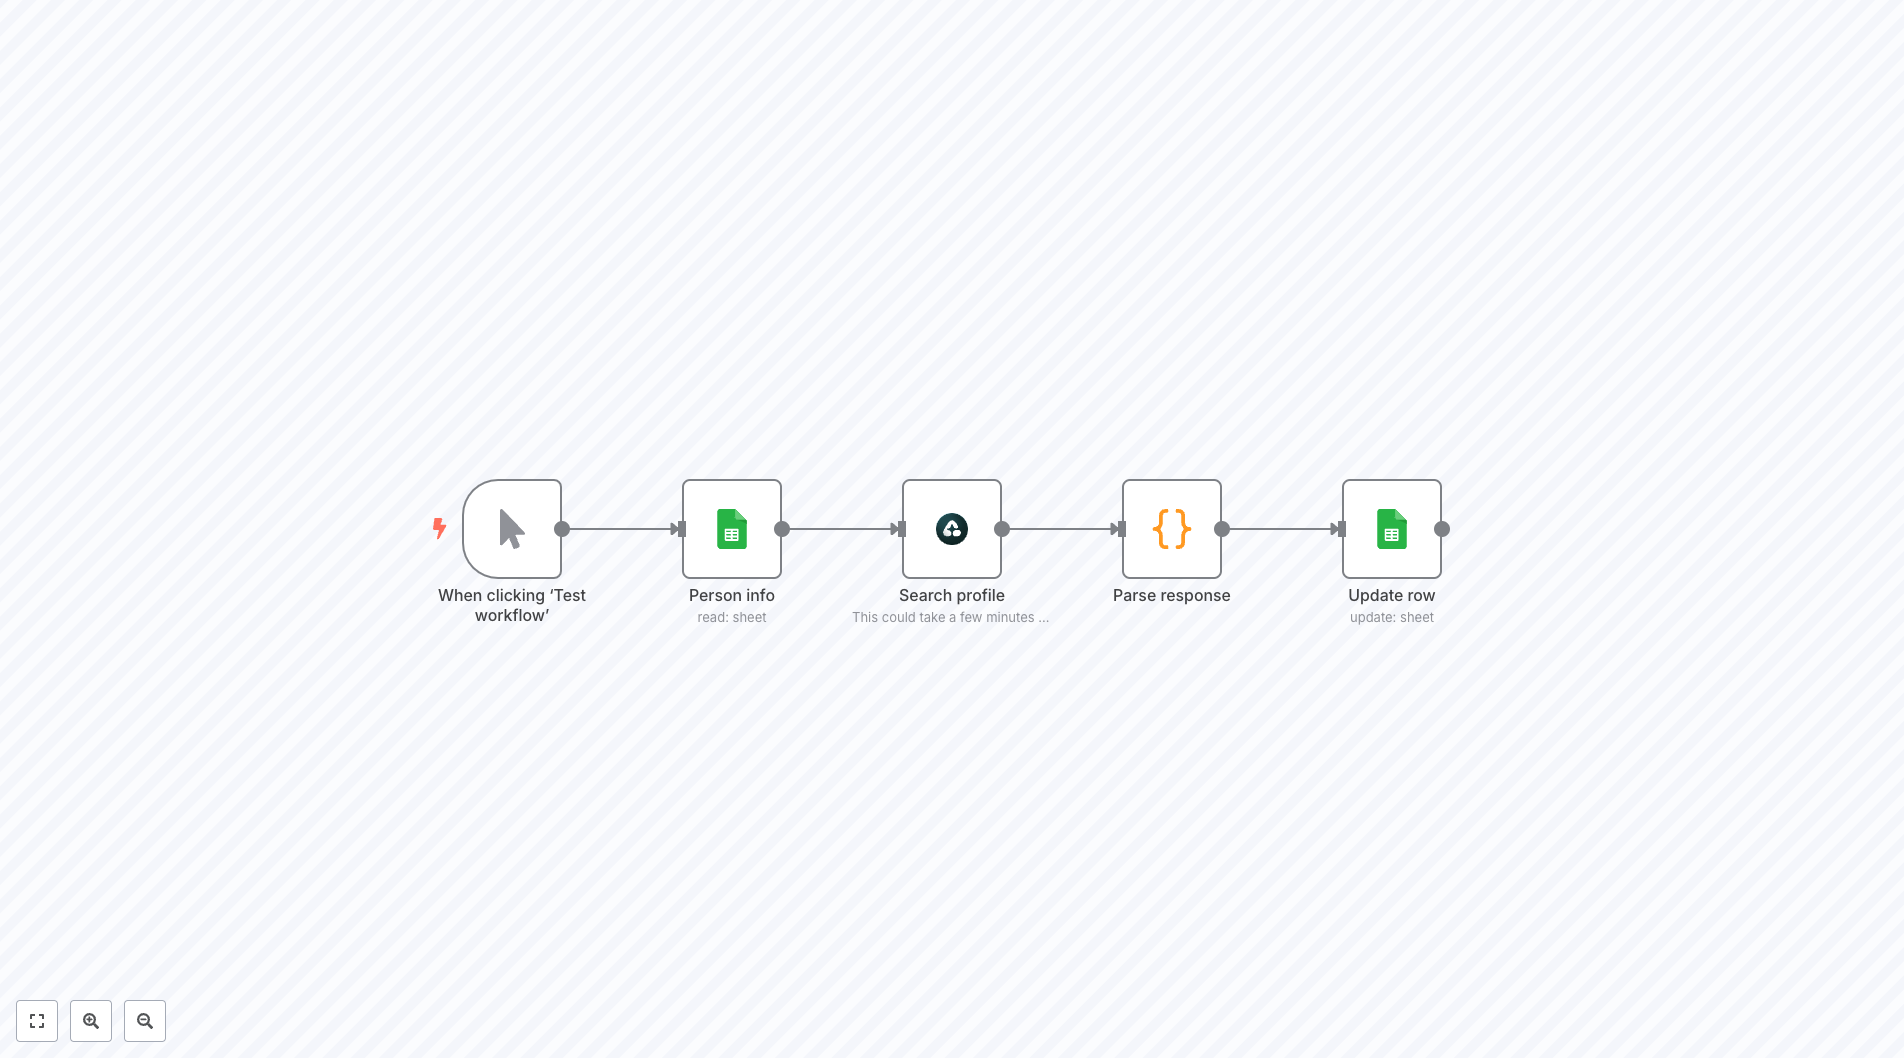 When clicking ‘Test
workflow’
Person info
read: sheet
Search profile
This could take a few minutes ...
Parse response
Update row
update: sheet